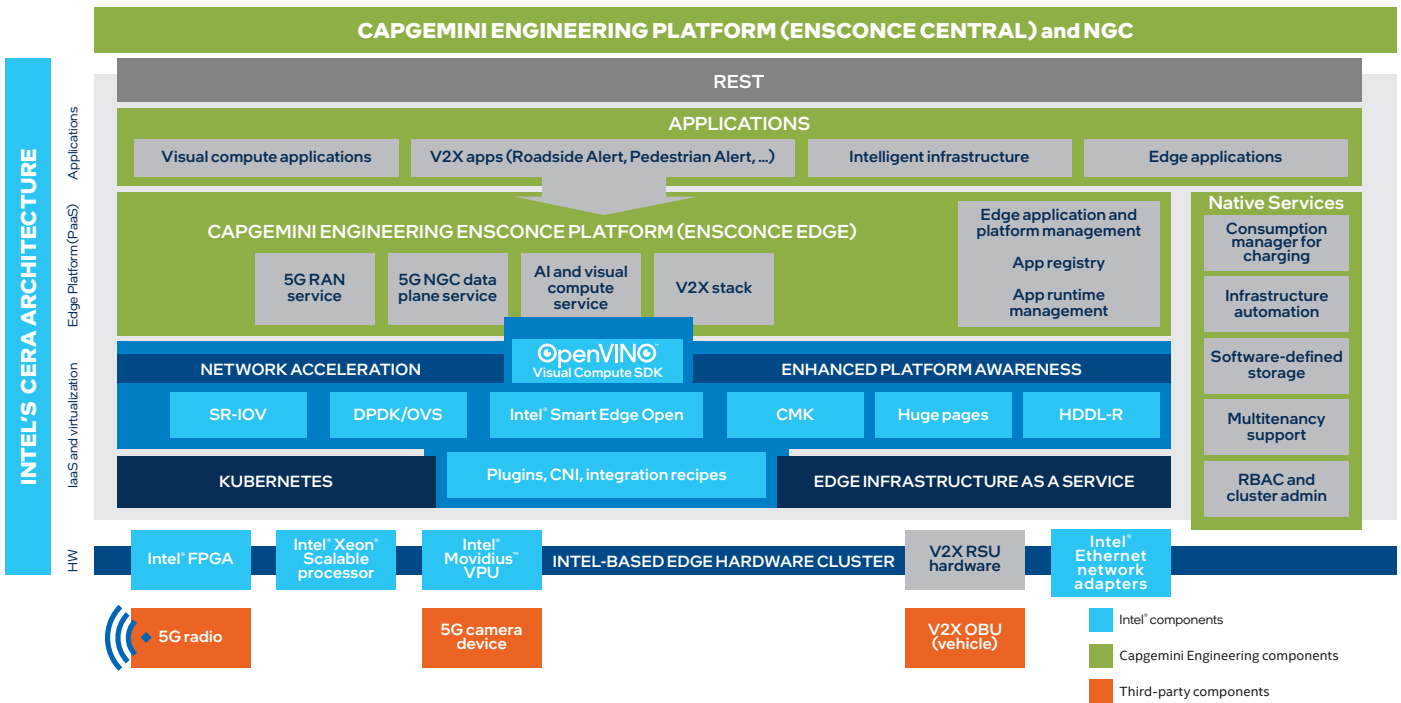 CAPGEMINI ENGINEERING PLATFORM (ENSCONCE CENTRAL) and NGC
INTEL'S CERA ARCHITECTURE
REST
Applications
APPLICATIONS
Visual compute applications
V2X apps (Roadside Alert, Pedestrian Alert, ...)
Intelligent infrastructure
Edge applications
Edge Platform (PaaS)
CAPGEMINI ENGINEERING ENSCONCE PLATFORM (ENSCONCE EDGE)
5G RAN
service
5G NGC data
plane service
AI and visual
compute
service
V2X stack
Edge application and
platform management
App registry
App runtime
management
Native Services
Consumption
manager for
charging
Infrastructure
automation
Software-defined
storage
Multitenancy
support
RBAC and
cluster admin
IaaS and virtualization
NETWORK ACCELERATION
OpenVINO™
Visual Compute SDK
ENHANCED PLATFORM AWARENESS
SR-IOV
DPDK/OVS
Intel® Smart Edge Open
CMK
Huge pages
HDDL-R
KUBERNETES
Plugins, CNI, integration recipes
EDGE INFRASTRUCTURE AS A SERVICE
HW
Intel® FPGA
Intel® Xeon®
Scalable
processor
Intel®
Movidius™
VPU
INTEL-BASED EDGE HARDWARE CLUSTER
V2X RSU
hardware
Intel®
Ethernet
network
adapters
5G radio
5G camera
device
V2X OBU
(vehicle)
Intel® components
Capgemini Engineering components
Third-party components